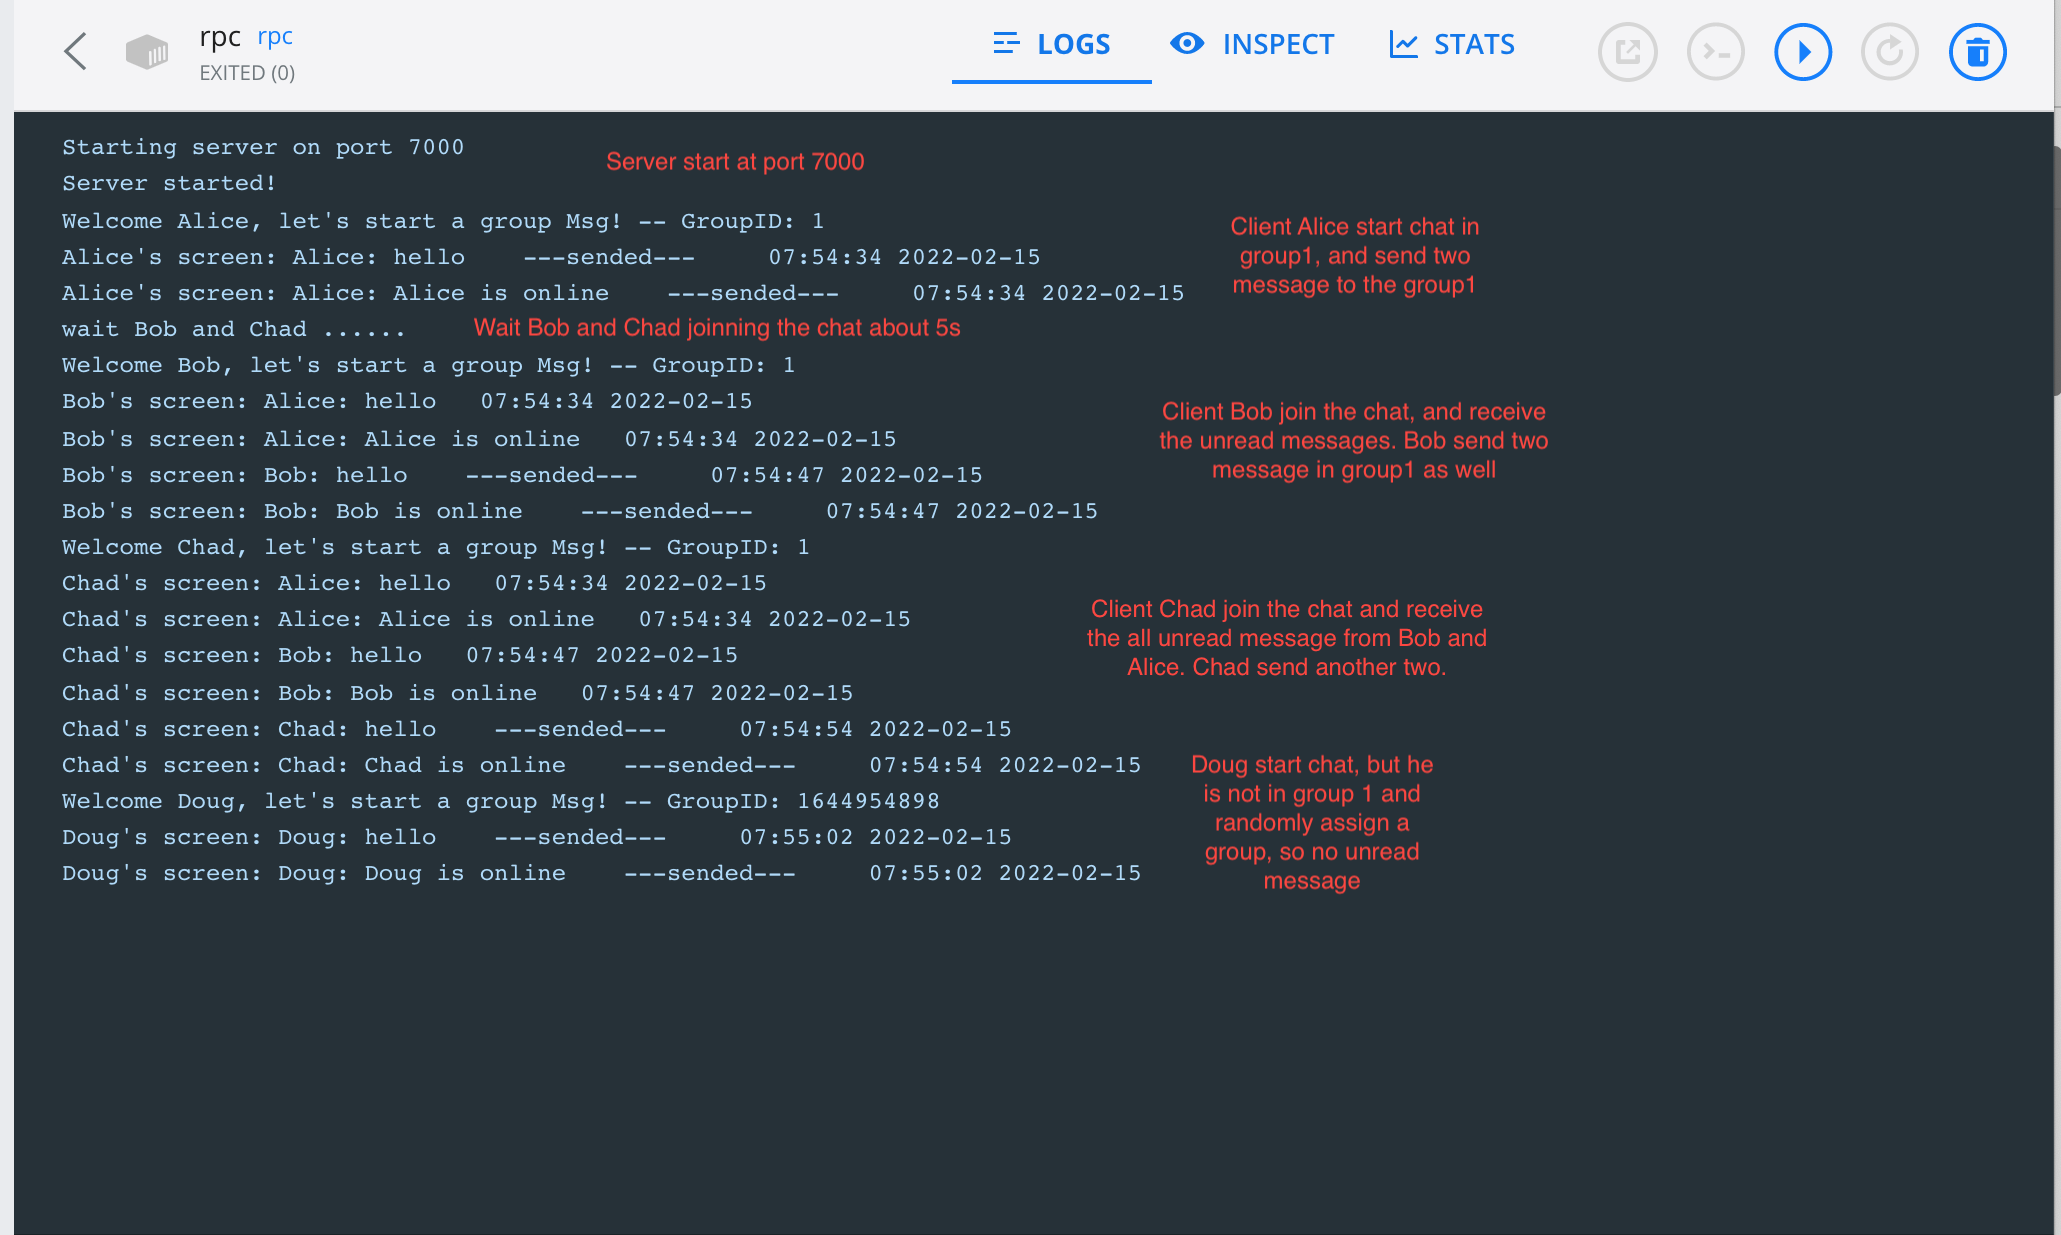 rpc rpc
EXITED (0)
LOGS
INSPECT
STATS
Starting server on port 7000
Server start at port 7000
Server started!
Welcome Alice, let's start a group Msg! -- GroupID: 1
Alice's screen: Alice: hello    ---sended---     07:54:34 2022-02-15
Alice's screen: Alice: Alice is online    ---sended---     07:54:34 2022-02-15
Client Alice start chat in
group1, and send two
message to the group1
wait Bob and Chad ......
Wait Bob and Chad joinning the chat about 5s
Welcome Bob, let's start a group Msg! -- GroupID: 1
Bob's screen: Alice: hello   07:54:34 2022-02-15
Bob's screen: Alice: Alice is online   07:54:34 2022-02-15
Bob's screen: Bob: hello    ---sended---     07:54:47 2022-02-15
Bob's screen: Bob: Bob is online    ---sended---     07:54:47 2022-02-15
Client Bob join the chat, and receive
the unread messages. Bob send two
message in group1 as well
Welcome Chad, let's start a group Msg! -- GroupID: 1
Chad's screen: Alice: hello   07:54:34 2022-02-15
Chad's screen: Alice: Alice is online   07:54:34 2022-02-15
Chad's screen: Bob: hello   07:54:47 2022-02-15
Chad's screen: Bob: Bob is online   07:54:47 2022-02-15
Chad's screen: Chad: hello    ---sended---     07:54:54 2022-02-15
Chad's screen: Chad: Chad is online    ---sended---     07:54:54 2022-02-15
Client Chad join the chat and receive
the all unread message from Bob and
Alice. Chad send another two.
Welcome Doug, let's start a group Msg! -- GroupID: 1644954898
Doug's screen: Doug: hello    ---sended---     07:55:02 2022-02-15
Doug's screen: Doug: Doug is online    ---sended---     07:55:02 2022-02-15
Doug start chat, but he
is not in group 1 and
randomly assign a
group, so no unread
message